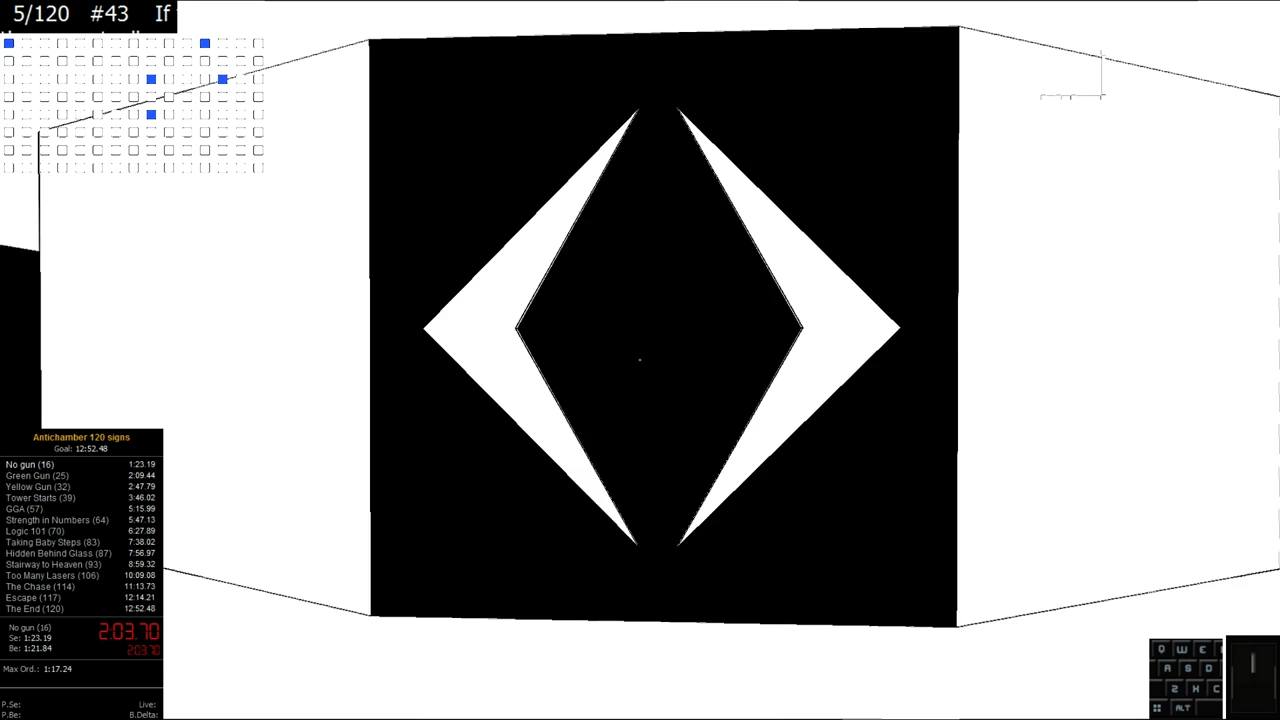 5/120 #43 If
Antichamber 120 signs
Goal: 12:52.48
No gun (16) 1:23.19
Green Gun (25) 2:09.44
Yellow Gun (32) 2:47.79
Tower Starts (39) 3:46.02
GGA (57) 5:15.99
Strength in Numbers (64) 5:47.13
Logic 101 (70) 6:27.89
Taking Baby Steps (83) 7:38.02
Hidden Behind Glass (87) 7:56.97
Stairway to Heaven (93) 8:59.32
Too Many Lasers (106) 10:09.08
The Chase (114) 11:13.73
Escape (117) 12:14.21
The End (120) 12:52.48
No gun (16) 2:03.70
Se: 1:23.19
Be: 1:21.84 203.70
Max Ord.: 1:17.24
P.Se: Live:
P.Be: B.Delta:
Q W E
A S D
Z X C
ALT